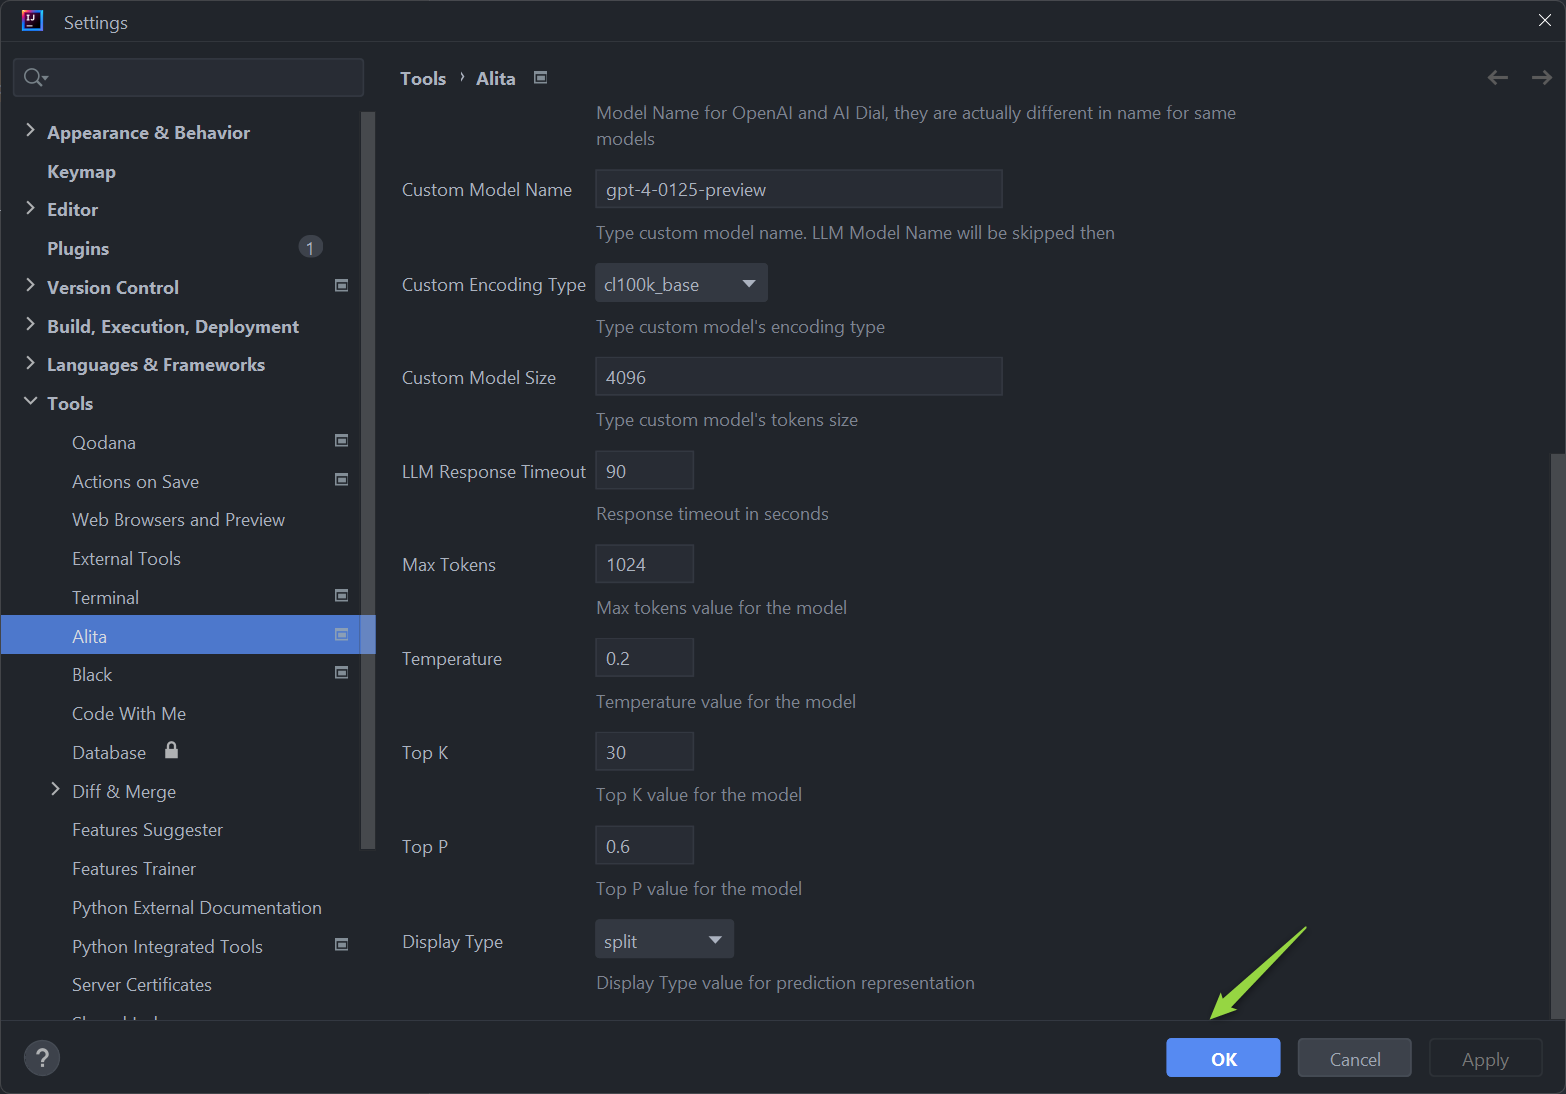 Settings
Appearance & Behavior
Keymap
Editor
Plugins
1
Version Control
Build, Execution, Deployment
Languages & Frameworks
Tools
Qodana
Actions on Save
Web Browsers and Preview
External Tools
Terminal
Alita
Black
Code With Me
Database
Diff & Merge
Features Suggester
Features Trainer
Python External Documentation
Python Integrated Tools
Server Certificates
Tools › Alita
Model Name for OpenAI and AI Dial, they are actually different in name for same
models
Custom Model Name
gpt-4-0125-preview
Type custom model name. LLM Model Name will be skipped then
Custom Encoding Type
cl100k_base
Type custom model's encoding type
Custom Model Size
4096
Type custom model's tokens size
LLM Response Timeout
90
Response timeout in seconds
Max Tokens
1024
Max tokens value for the model
Temperature
0.2
Temperature value for the model
Top K
30
Top K value for the model
Top P
0.6
Top P value for the model
Display Type
split
Display Type value for prediction representation
?
OK
Cancel
Apply